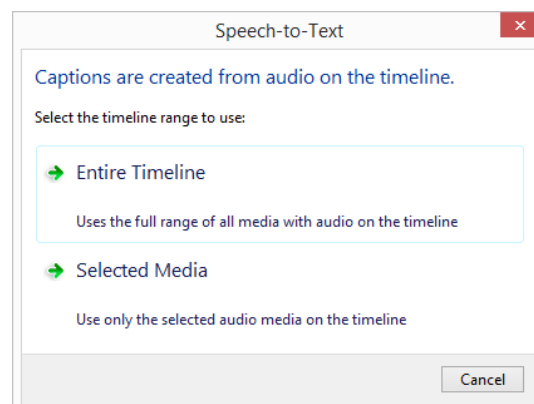 Speech-to-Text
Captions are created from audio on the timeline.
Select the timeline range to use:
Entire Timeline
Uses the full range of all media with audio on the timeline
Selected Media
Use only the selected audio media on the timeline
Cancel